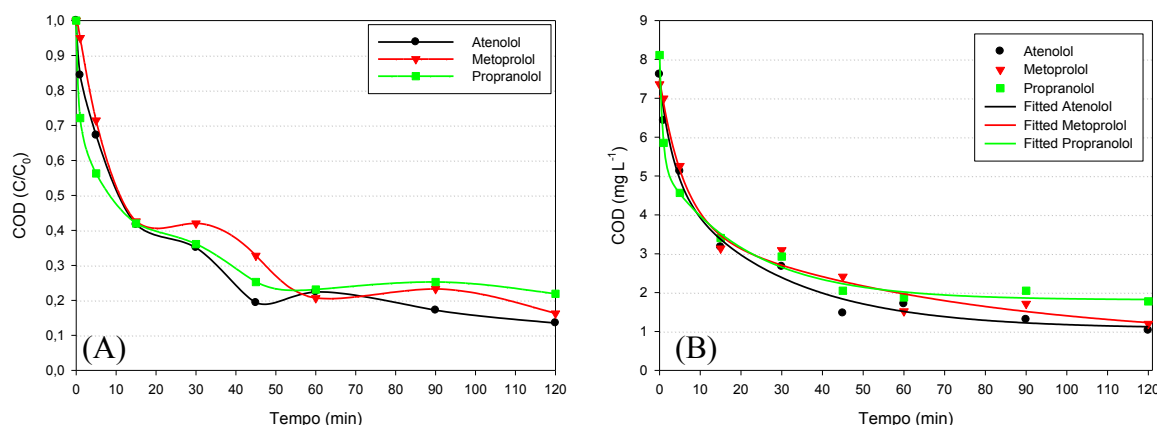 COD (C/C0)
1,0
0,9
0,8
0,7
0,6
0,5
0,4
0,3
0,2
0,1
0,0
Atenolol
Metoprolol
Propranolol
(A)
0 10 20 30 40 50 60 70 80 90 100 110 120
Tempo (min)
COD (mg L-1)
9
8
7
6
5
4
3
2
1
0
Atenolol
Metoprolol
Propranolol
Fitted Atenolol
Fitted Metoprolol
Fitted Propranolol
(B)
0 10 20 30 40 50 60 70 80 90 100 110 120
Tempo (min)